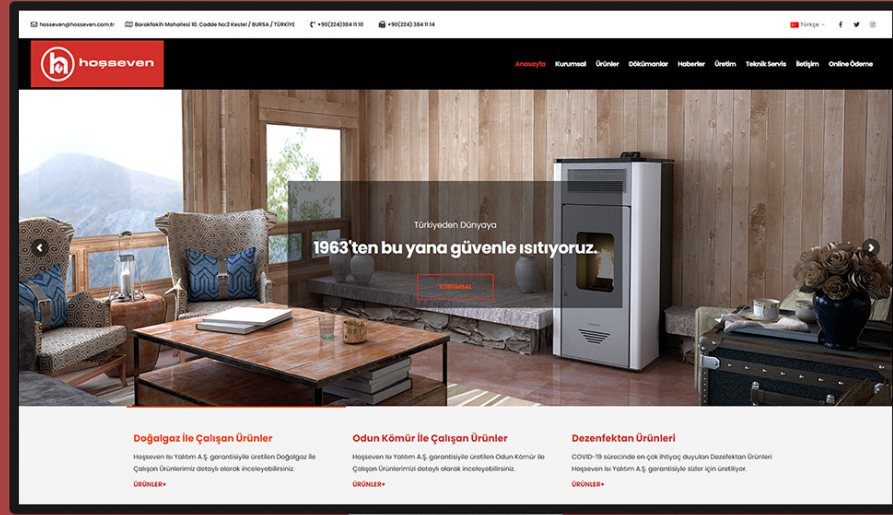 hosseven@hosseven.com.tr
Barakfakih Mahallesi 10. Cadde No:2 Kestel / BURSA / TÜRKİYE
+90(224)384 11 10
+90(224) 384 11 14
Türkçe
hoşseven
Anasayfa Kurumsal Ürünler Dökümanlar Haberler Üretim Teknik Servis İletişim Online Ödeme
Türkiyeden Dünyaya
1963'ten bu yana güvenle ısıtıyoruz.
KURUMSAL
Doğalgaz İle Çalışan Ürünler
Hoşseven Isı Yalıtım A.Ş. garantisiyle üretilen Doğalgaz İle
Çalışan Ürünlerimiz detaylı olarak inceleyebilirsiniz.
ÜRÜNLER+
Odun Kömür İle Çalışan Ürünler
Hoşseven Isı Yalıtım A.Ş. garantisiyle üretilen Odun Kömür ile
Çalışan Ürünlerimizi detaylı olarak inceleyebilirsiniz.
ÜRÜNLER+
Dezenfektan Ürünleri
COVID-19 sürecinde en çok ihtiyaç duyulan Dezenfektan Ürünleri
Hoşseven Isı Yalıtım A.Ş. garantisiyle sizler için üretiliyor.
ÜRÜNLER+